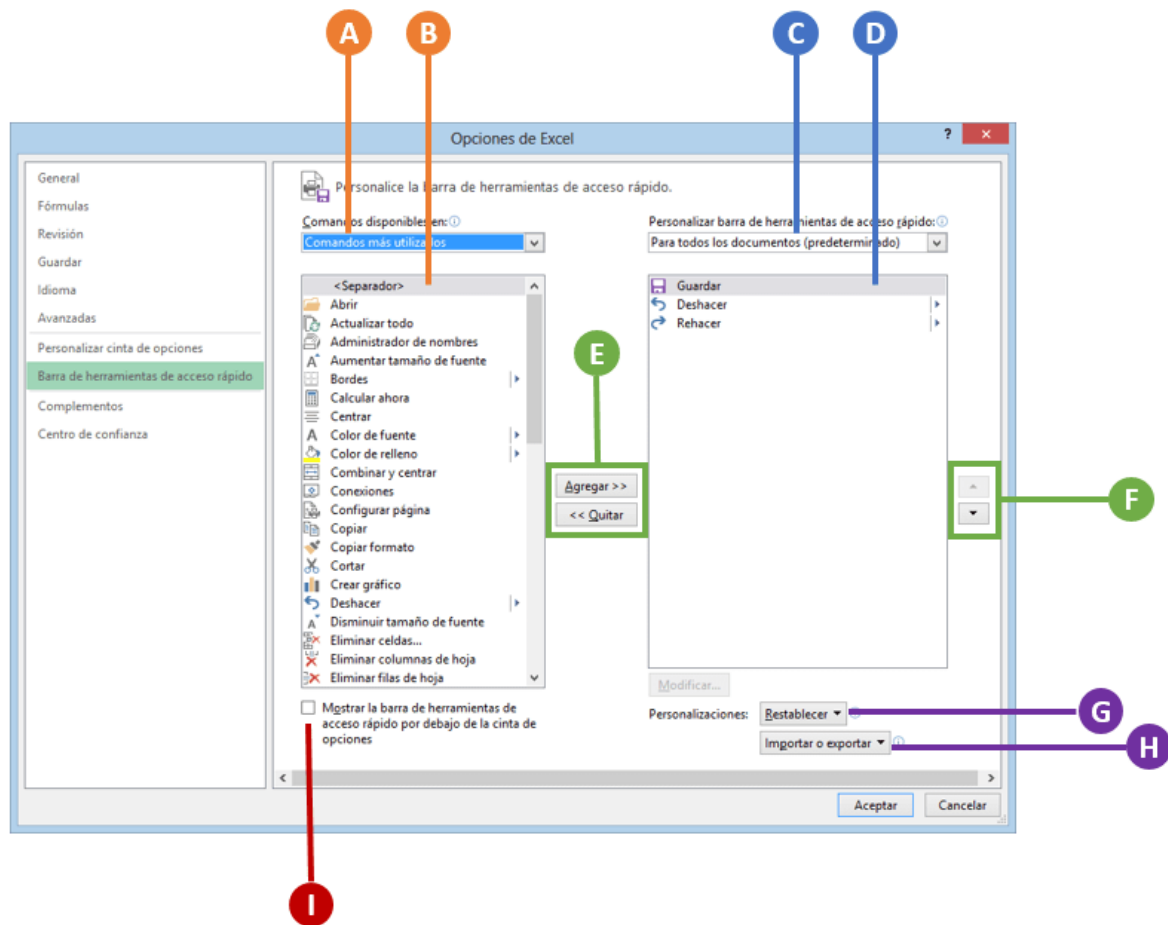 A
B
C
D
Opciones de Excel
?
General
Fórmulas
Revisión
Guardar
Idioma
Avanzadas
Personalizar cinta de opciones
Barra de herramientas de acceso rápido
Complementos
Centro de confianza
Personalice la barra de herramientas de acceso rápido.
Comandos disponibles en:
Comandos más utilizados
<Separador>
Abrir
Actualizar todo
Administrador de nombres
Aumentar tamaño de fuente
Bordes
Calcular ahora
Centrar
Color de fuente
Color de relleno
Combinar y centrar
Conexiones
Configurar página
Copiar
Copiar formato
Cortar
Crear gráfico
Deshacer
Disminuir tamaño de fuente
Eliminar celdas...
Eliminar columnas de hoja
Eliminar filas de hoja
Mostrar la barra de herramientas de
acceso rápido por debajo de la cinta de
opciones
E
Agregar >>
<< Quitar
Personalizar barra de herramientas de acceso rápido:
Para todos los documentos (predeterminado)
Guardar
Deshacer
Rehacer
F
Modificar...
Personalizaciones:
Restablecer
G
Importar o exportar
H
Aceptar
Cancelar
I